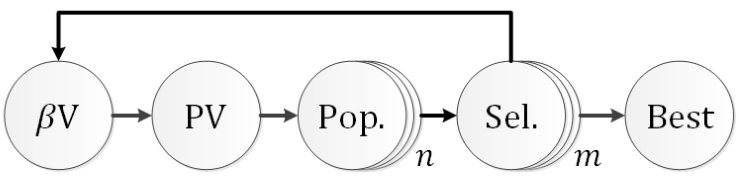 βV PV Pop. Sel. Best
n m